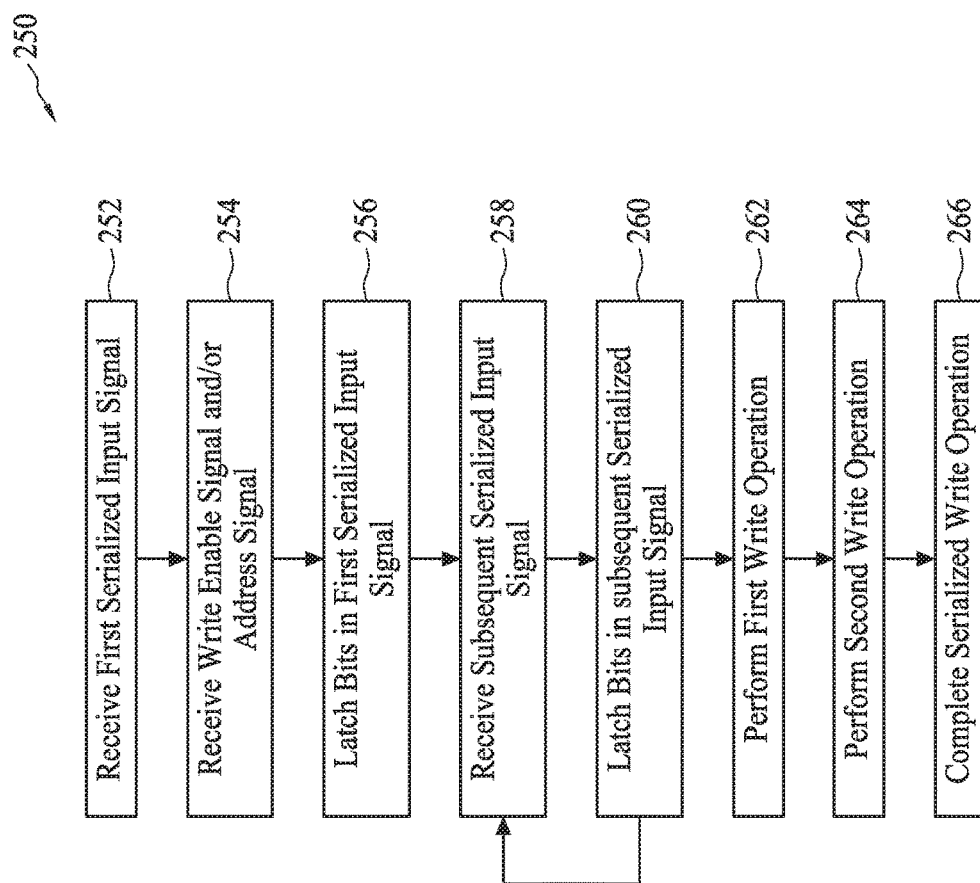 250
Receive First Serialized Input Signal
252
Receive Write Enable Signal and/or
Address Signal
254
Latch Bits in First Serialized Input
Signal
256
Receive Subsequent Serialized Input
Signal
258
Latch Bits in subsequent Serialized
Input Signal
260
Perform First Write Operation
262
Perform Second Write Operation
264
Complete Serialized Write Operation
266